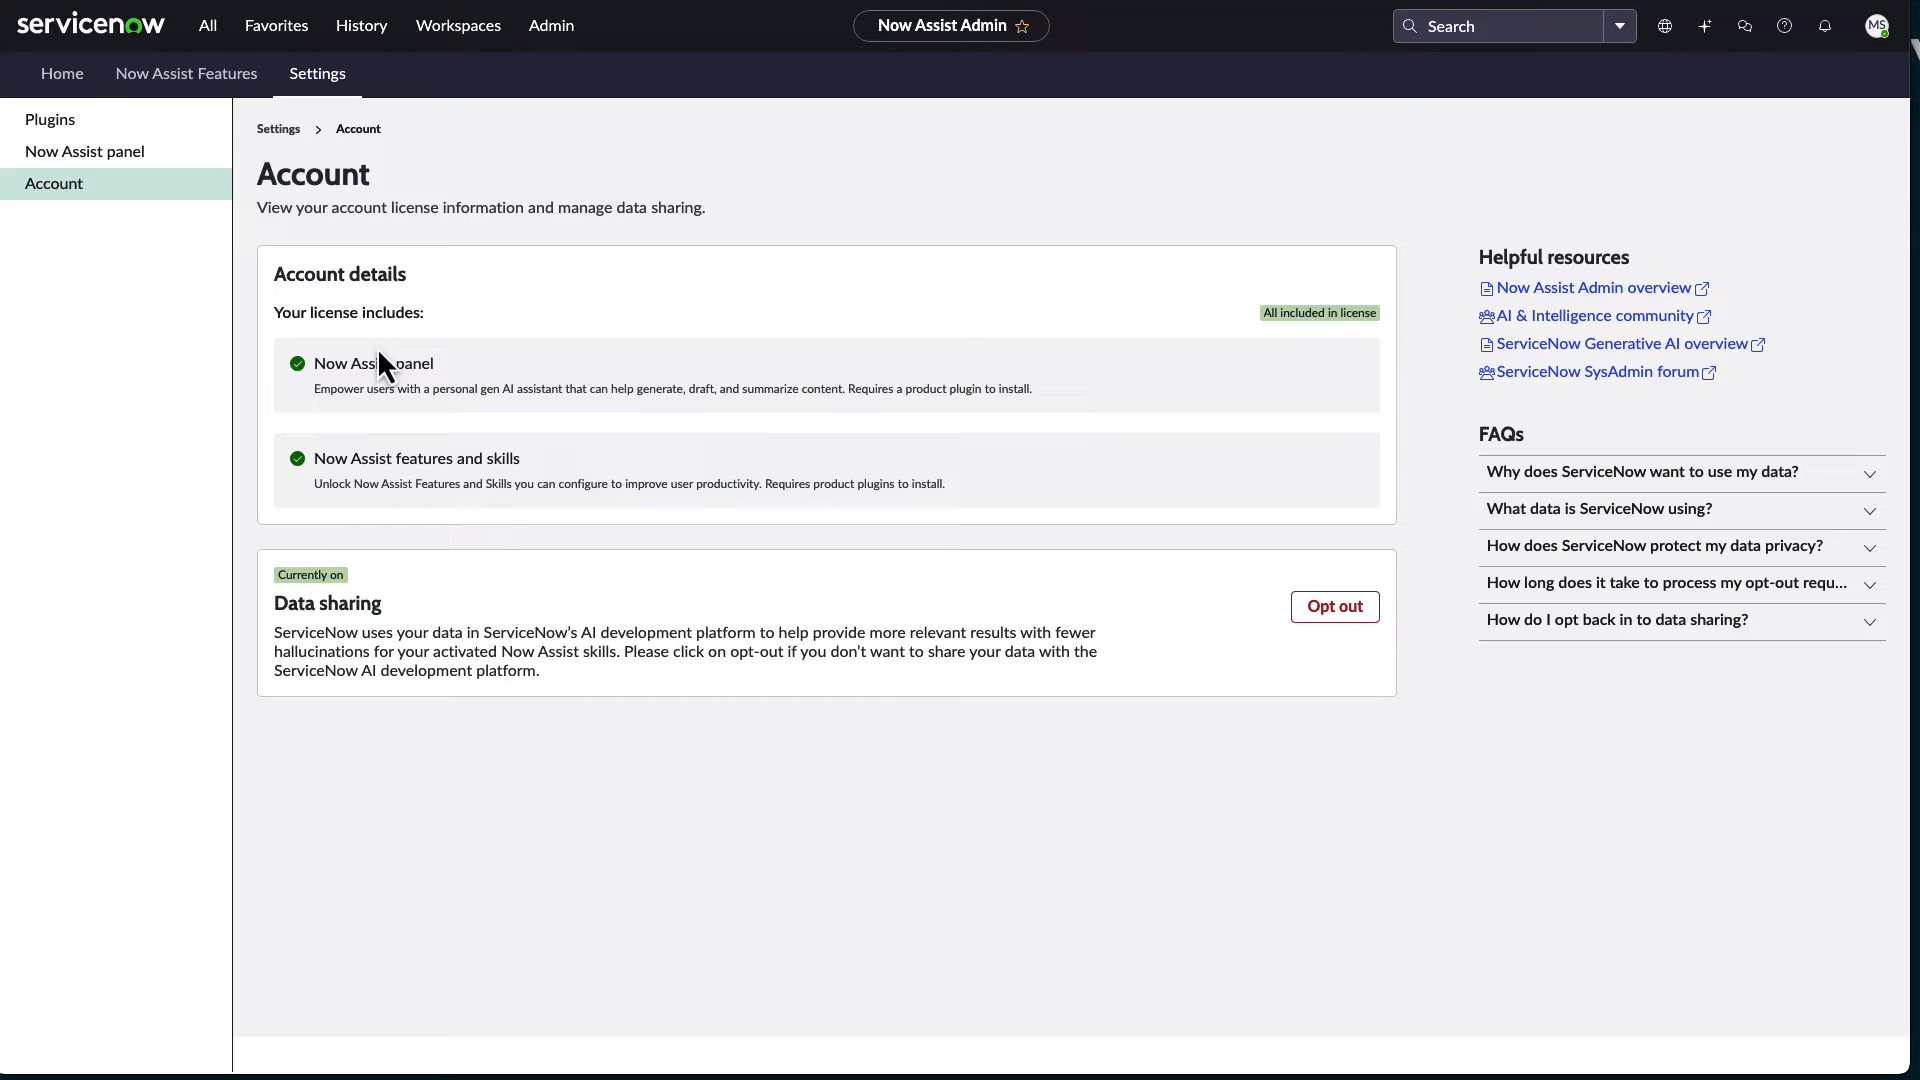 servicenow
All
Favorites
History
Workspaces
Admin
Now Assist Admin
Search
MS
Home
Now Assist Features
Settings
Plugins
Now Assist panel
Account
Settings > Account
Account
View your account license information and manage data sharing.
Account details
Your license includes:
All included in license
Now Assist panel
Empower users with a personal gen AI assistant that can help generate, draft, and summarize content. Requires a product plugin to install.
Now Assist features and skills
Unlock Now Assist Features and Skills you can configure to improve user productivity. Requires product plugins to install.
Currently on
Data sharing
Opt out
ServiceNow uses your data in ServiceNow's AI development platform to help provide more relevant results with fewer
hallucinations for your activated Now Assist skills. Please click on opt-out if you don't want to share your data with the
ServiceNow AI development platform.
Helpful resources
Now Assist Admin overview
AI & Intelligence community
ServiceNow Generative AI overview
ServiceNow SysAdmin forum
FAQs
Why does ServiceNow want to use my data?
What data is ServiceNow using?
How does ServiceNow protect my data privacy?
How long does it take to process my opt-out requ...
How do I opt back in to data sharing?